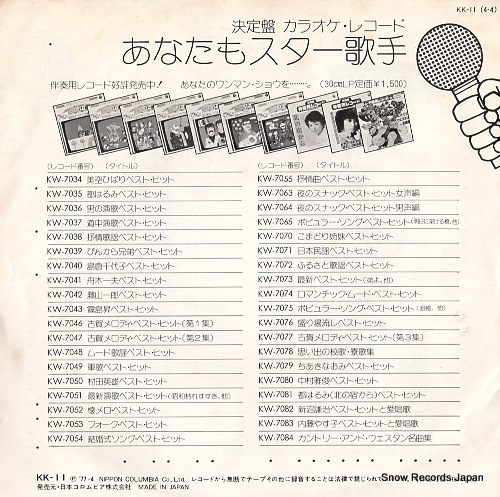 KK-11 (4-4)
決定盤 カラオケ・レコード
あなたもスター歌手
伴奏用レコード好評発売中! あなたのワンマン・ショウを……。(30cmLP定価¥1,500)
(レコード番号) (タイトル)
KW-7034 美空ひばりベスト・ヒット
KW-7035 都はるみベスト・ヒット
KW-7036 男の演歌ベスト・ヒット
KW-7037 道中演歌ベスト・ヒット
KW-7038 抒情歌謡ベスト・ヒット
KW-7039 ぴんから兄弟ベスト・ヒット
KW-7040 島倉千代子ベスト・ヒット
KW-7041 舟木一夫ベスト・ヒット
KW-7042 藤山一郎ベスト・ヒット
KW-7043 霧島昇ベスト・ヒット
KW-7046 古賀メロディベスト・ヒット(第1集)
KW-7047 古賀メロディベスト・ヒット(第2集)
KW-7048 ムード歌謡ベスト・ヒット
KW-7049 軍歌ベスト・ヒット
KW-7050 村田英雄ベスト・ヒット
KW-7051 最新演歌ベスト・ヒット(昭和枯れすすき、他)
KW-7052 懐メロベスト・ヒット
KW-7053 フォークベスト・ヒット
KW-7054 結婚式ソングベスト・ヒット
(レコード番号) (タイトル)
KW-7055 抒情曲ベスト・ヒット
KW-7063 夜のスナックベスト・ヒット女声編
KW-7064 夜のスナックベスト・ヒット男声編
KW-7065 ポピュラー・ソングベスト・ヒット(明日に架ける橋、他)
KW-7070 こまどり姉妹ベスト・ヒット
KW-7071 日本民謡ベスト・ヒット
KW-7072 ふるさと歌謡ベスト・ヒット
KW-7073 最新ベスト・ヒット(弟よ、他)
KW-7074 ロマンチック・ムード・ベスト・ヒット
KW-7075 ポピュラー・ソングベスト・ヒット(追憶、他)
KW-7076 盛り場流しベスト・ヒット
KW-7077 古賀メロディベスト・ヒット(第3集)
KW-7078 思い出の校歌・寮歌集
KW-7079 ちあきなおみベスト・ヒット
KW-7080 中村雅俊ベスト・ヒット
KW-7081 都はるみ(北の宿から)ベスト・ヒット
KW-7082 新沼謙治ベスト・ヒットと愛唱歌
KW-7083 内藤やす子ベスト・ヒットと愛唱歌
KW-7084 カントリー・アンド・ウェスタン名曲集
KK-11 Ⓟ'77・4 NIPPON COLUMBIA Co., Ltd. レコードから無断でテープその他に録音することは法律で禁じられて
発売元・日本コロムビア株式会社 MADE IN JAPAN
Snow Records Japan